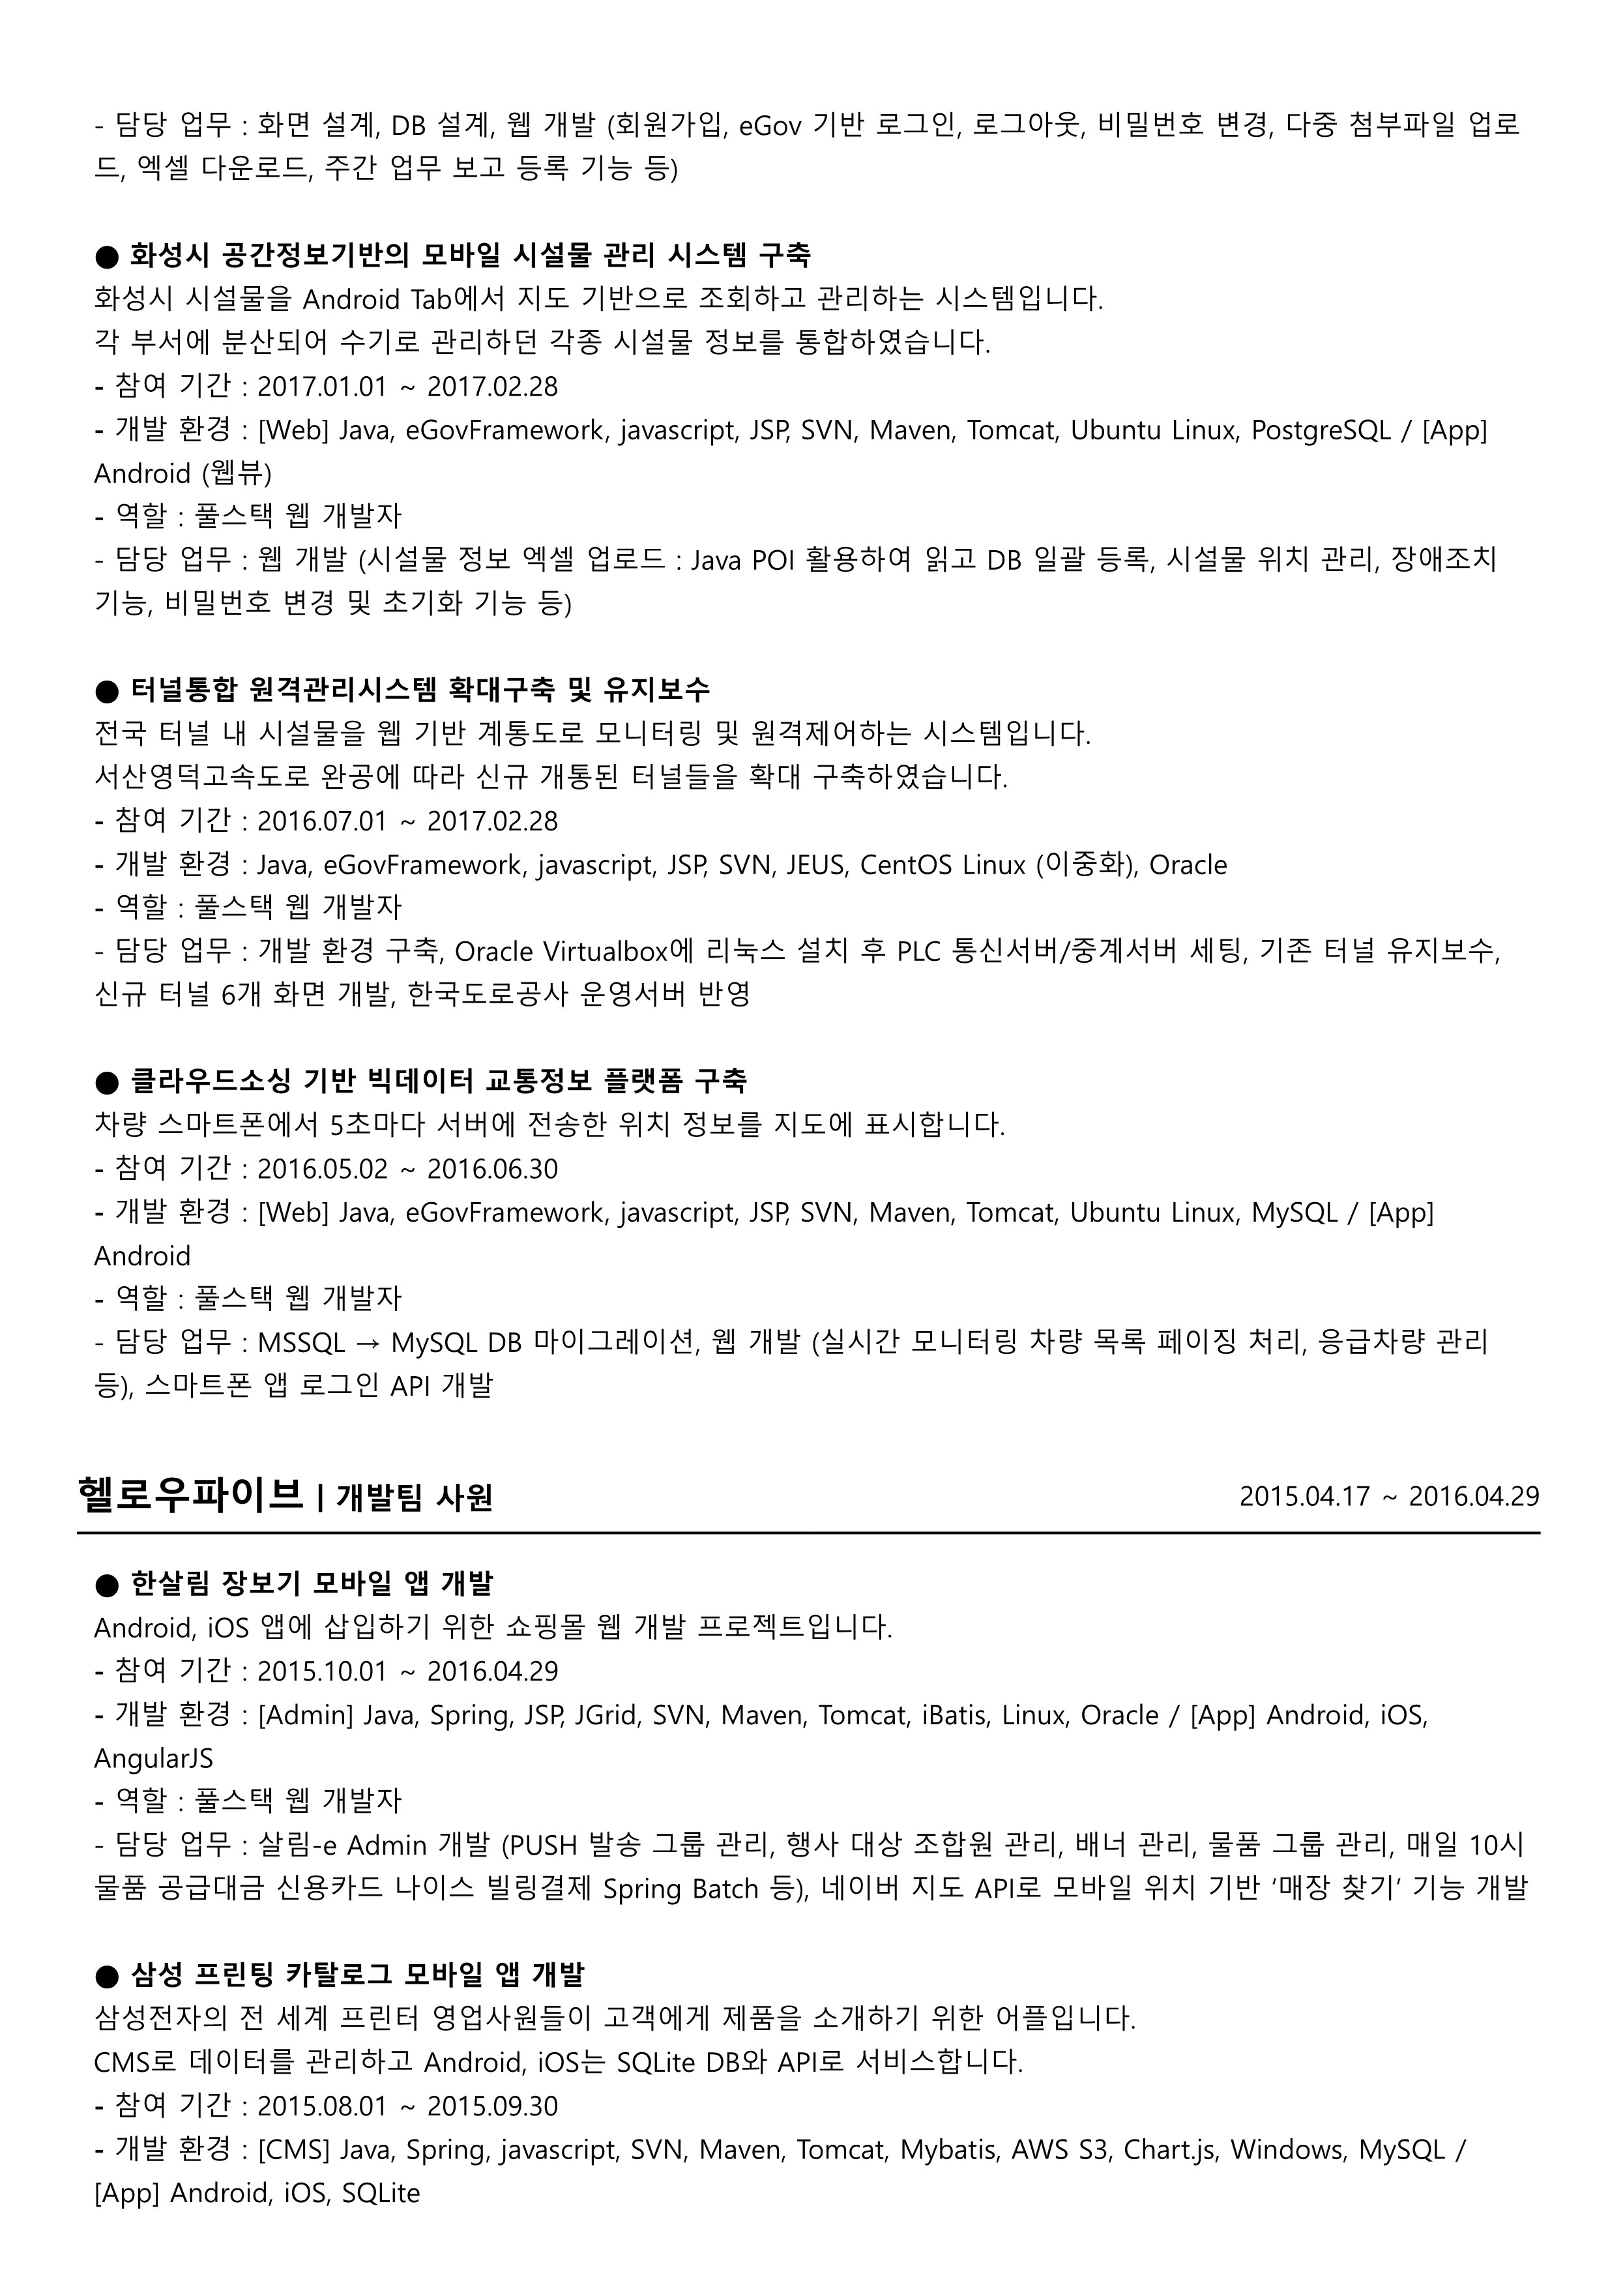 - 담당 업무 : 화면 설계, DB 설계, 웹 개발 (회원가입, eGov 기반 로그인, 로그아웃, 비밀번호 변경, 다중 첨부파일 업로
드, 엑셀 다운로드, 주간 업무 보고 등록 기능 등)
● 화성시 공간정보기반의 모바일 시설물 관리 시스템 구축
화성시 시설물을 Android Tab에서 지도 기반으로 조회하고 관리하는 시스템입니다.
각 부서에 분산되어 수기로 관리하던 각종 시설물 정보를 통합하였습니다.
- 참여 기간 : 2017.01.01 ~ 2017.02.28
- 개발 환경 : [Web] Java, eGovFramework, javascript, JSP, SVN, Maven, Tomcat, Ubuntu Linux, PostgreSQL / [App]
Android (웹뷰)
- 역할 : 풀스택 웹 개발자
- 담당 업무 : 웹 개발 (시설물 정보 엑셀 업로드 : Java POI 활용하여 읽고 DB 일괄 등록, 시설물 위치 관리, 장애조치
기능, 비밀번호 변경 및 초기화 기능 등)
● 터널통합 원격관리시스템 확대구축 및 유지보수
전국 터널 내 시설물을 웹 기반 계통도로 모니터링 및 원격제어하는 시스템입니다.
서산영덕고속도로 완공에 따라 신규 개통된 터널들을 확대 구축하였습니다.
- 참여 기간 : 2016.07.01 ~ 2017.02.28
- 개발 환경 : Java, eGovFramework, javascript, JSP, SVN, JEUS, CentOS Linux (이중화), Oracle
- 역할 : 풀스택 웹 개발자
- 담당 업무 : 개발 환경 구축, Oracle Virtualbox에 리눅스 설치 후 PLC 통신서버/중계서버 세팅, 기존 터널 유지보수,
신규 터널 6개 화면 개발, 한국도로공사 운영서버 반영
● 클라우드소싱 기반 빅데이터 교통정보 플랫폼 구축
차량 스마트폰에서 5초마다 서버에 전송한 위치 정보를 지도에 표시합니다.
- 참여 기간 : 2016.05.02 ~ 2016.06.30
- 개발 환경 : [Web] Java, eGovFramework, javascript, JSP, SVN, Maven, Tomcat, Ubuntu Linux, MySQL / [App]
Android
- 역할 : 풀스택 웹 개발자
- 담당 업무 : MSSQL → MySQL DB 마이그레이션, 웹 개발 (실시간 모니터링 차량 목록 페이징 처리, 응급차량 관리
등), 스마트폰 앱 로그인 API 개발
헬로우파이브 | 개발팀 사원 2015.04.17 ~ 2016.04.29
● 한살림 장보기 모바일 앱 개발
Android, iOS 앱에 삽입하기 위한 쇼핑몰 웹 개발 프로젝트입니다.
- 참여 기간 : 2015.10.01 ~ 2016.04.29
- 개발 환경 : [Admin] Java, Spring, JSP, JGrid, SVN, Maven, Tomcat, iBatis, Linux, Oracle / [App] Android, iOS,
AngularJS
- 역할 : 풀스택 웹 개발자
- 담당 업무 : 살림-e Admin 개발 (PUSH 발송 그룹 관리, 행사 대상 조합원 관리, 배너 관리, 물품 그룹 관리, 매일 10시
물품 공급대금 신용카드 나이스 빌링결제 Spring Batch 등), 네이버 지도 API로 모바일 위치 기반 ‘매장 찾기’ 기능 개발
● 삼성 프린팅 카탈로그 모바일 앱 개발
삼성전자의 전 세계 프린터 영업사원들이 고객에게 제품을 소개하기 위한 어플입니다.
CMS로 데이터를 관리하고 Android, iOS는 SQLite DB와 API로 서비스합니다.
- 참여 기간 : 2015.08.01 ~ 2015.09.30
- 개발 환경 : [CMS] Java, Spring, javascript, SVN, Maven, Tomcat, Mybatis, AWS S3, Chart.js, Windows, MySQL /
[App] Android, iOS, SQLite